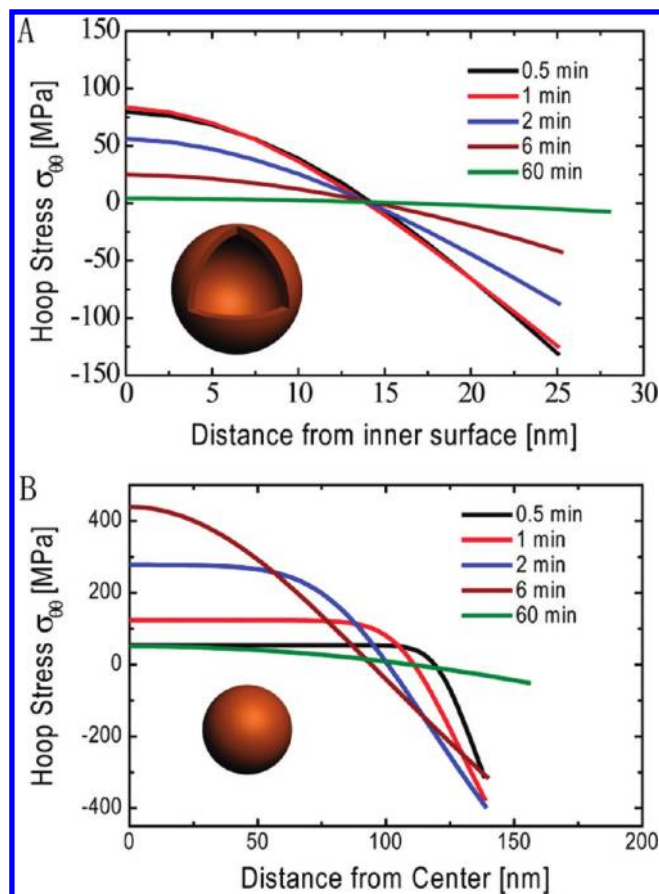 A
150
100
50
0
-50
-100
-150
Hoop Stress σθθ [MPa]
0.5 min
1 min
2 min
6 min
60 min
0 5 10 15 20 25 30
Distance from inner surface [nm]
B
400
200
0
-200
-400
Hoop Stress σθθ [MPa]
0.5 min
1 min
2 min
6 min
60 min
0 50 100 150 200
Distance from Center [nm]